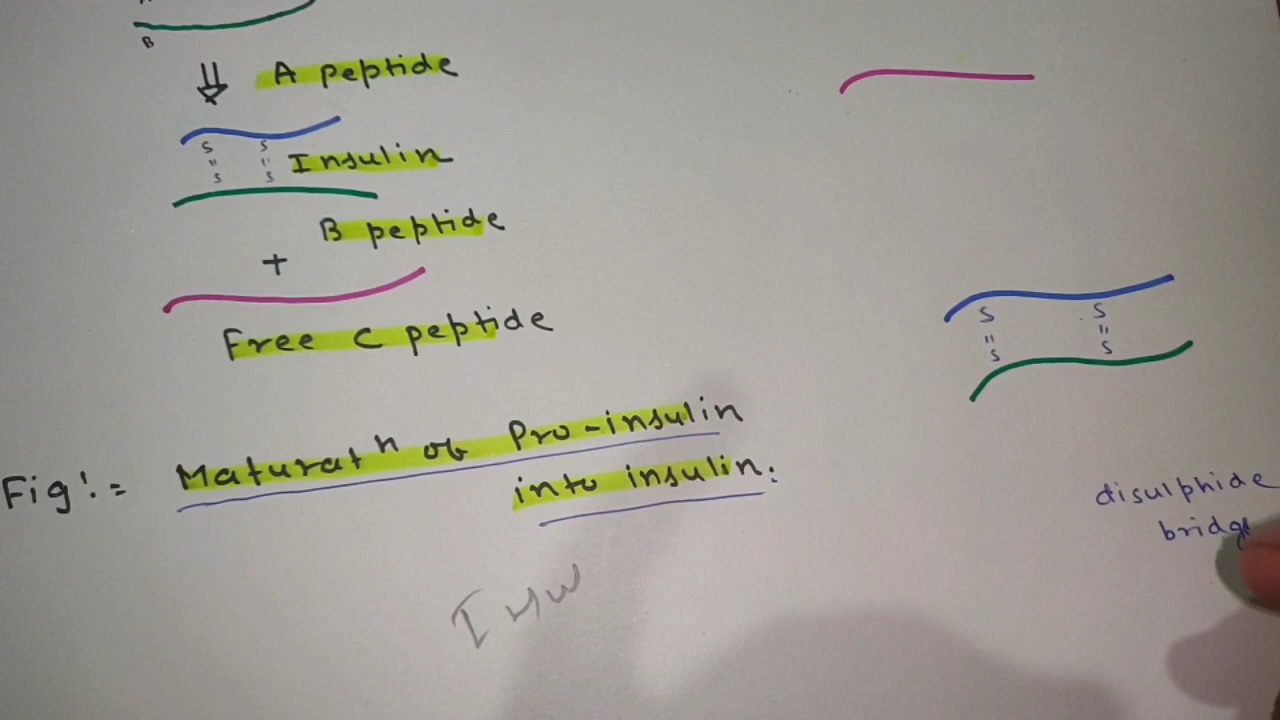 B
A peptide
S S
" "
S S
Insulin
B peptide
+
Free C peptide
S S
" "
S S
Fig:- Maturatⁿ of Pro-insulin
into insulin.
disulphide
bridge